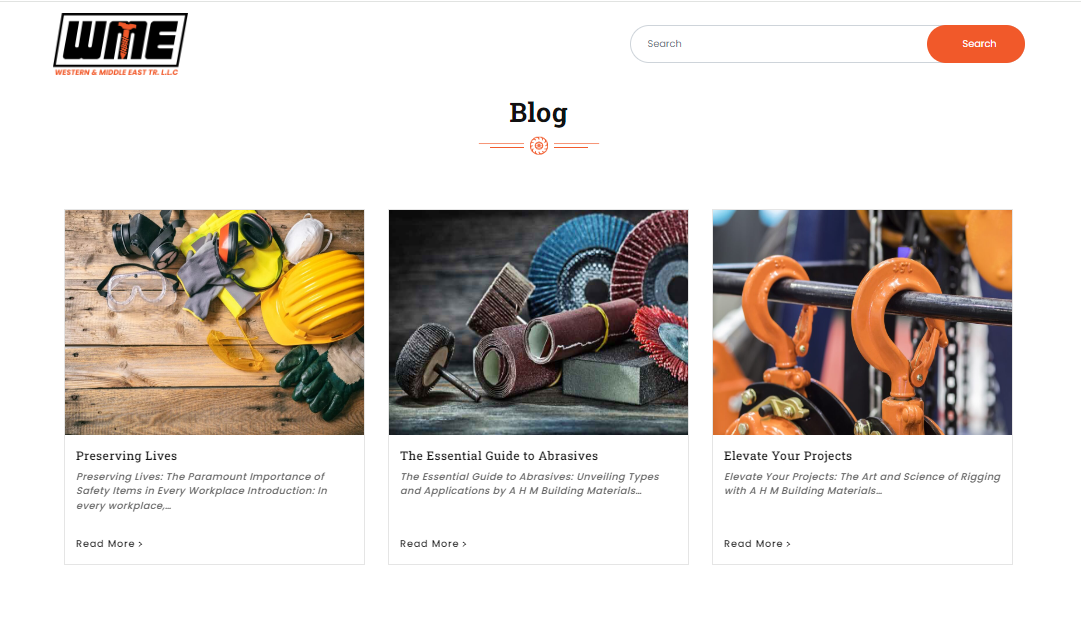 WME
WESTERN & MIDDLE EAST TR. L.L.C
Search
Search
Blog
Preserving Lives
Preserving Lives: The Paramount Importance of
Safety Items in Every Workplace Introduction: In
every workplace,...
Read More >
The Essential Guide to Abrasives
The Essential Guide to Abrasives: Unveiling Types
and Applications by A H M Building Materials...
Read More >
Elevate Your Projects
Elevate Your Projects: The Art and Science of Rigging
with A H M Building Materials...
Read More >